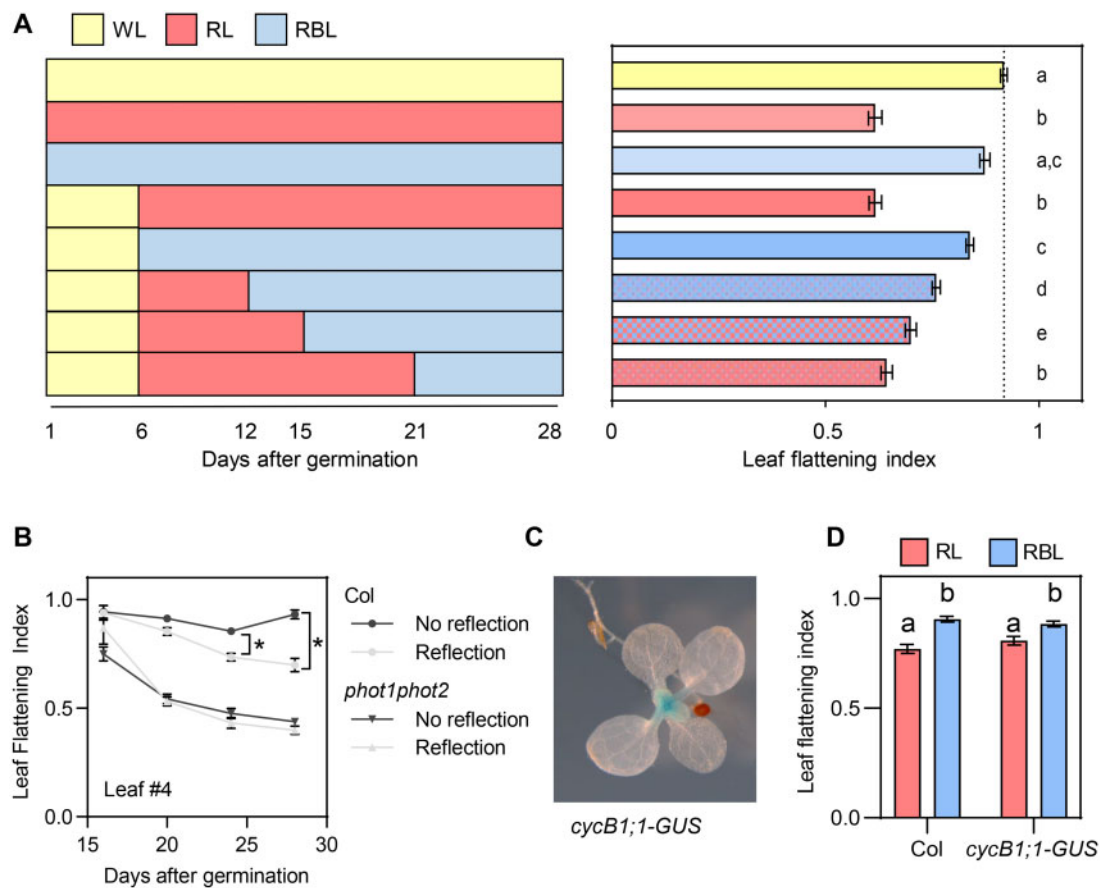 A
WL RL RBL
a
b
a,c
b
c
d
e
b
1 6 12 15 21 28
Days after germination
0 0.5 1
Leaf flattening index
B
Leaf Flattening Index
1.0
0.5
0.0
*
*
Leaf #4
15 20 25 30
Days after germination
Col
No reflection
Reflection
phot1phot2
No reflection
Reflection
C
cycB1;1-GUS
D
RL RBL
Leaf flattening index
1.0
0.5
0.0
a b a b
Col cycB1;1-GUS